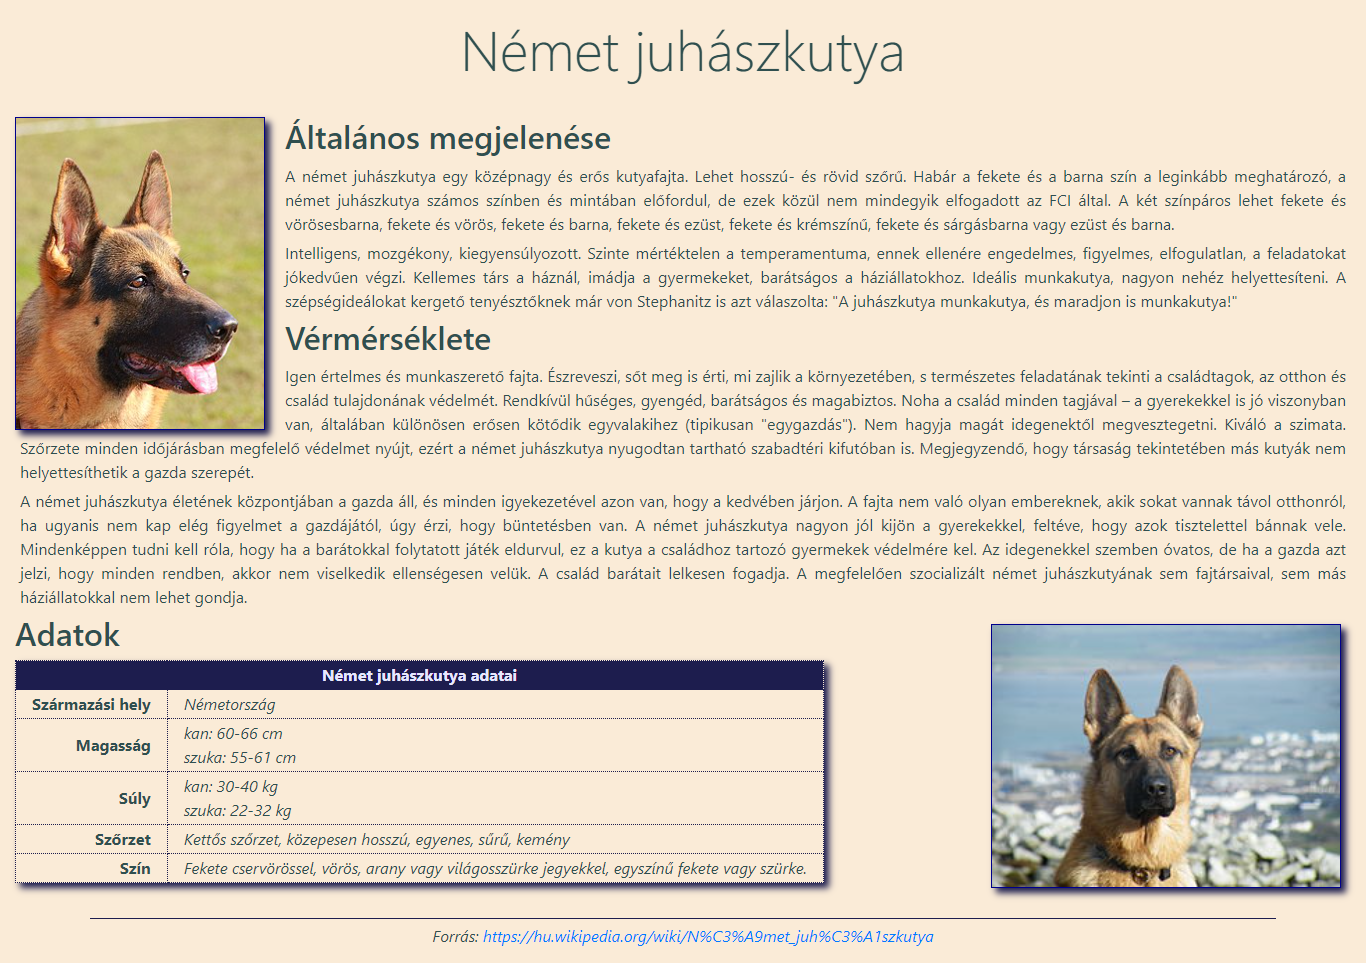 Német juhászkutya
Általános megjelenése
A német juhászkutya egy középnagy és erős kutyafajta. Lehet hosszú- és rövid szőrű. Habár a fekete és a barna szín a leginkább meghatározó, a
német juhászkutya számos színben és mintában előfordul, de ezek közül nem mindegyik elfogadott az FCI által. A két színpáros lehet fekete és
vörösesbarna, fekete és vörös, fekete és barna, fekete és ezüst, fekete és krémszínű, fekete és sárgásbarna vagy ezüst és barna.
Intelligens, mozgékony, kiegyensúlyozott. Szinte mértéktelen a temperamentuma, ennek ellenére engedelmes, figyelmes, elfogulatlan, a feladatokat
jókedvűen végzi. Kellemes társ a háznál, imádja a gyermekeket, barátságos a háziállatokhoz. Ideális munkakutya, nagyon nehéz helyettesíteni. A
szépségideálokat kergető tenyésztőknek már von Stephanitz is azt válaszolta: "A juhászkutya munkakutya, és maradjon is munkakutya!"
Vérmérséklete
Igen értelmes és munkaszerető fajta. Észreveszi, sőt meg is érti, mi zajlik a környezetében, s természetes feladatának tekinti a családtagok, az otthon és
család tulajdonának védelmét. Rendkívül hűséges, gyengéd, barátságos és magabiztos. Noha a család minden tagjával – a gyerekekkel is jó viszonyban
van, általában különösen erősen kötődik egyvalakihez (tipikusan "egygazdás"). Nem hagyja magát idegenektől megvesztegetni. Kiváló a szimata.
Szőrzete minden időjárásban megfelelő védelmet nyújt, ezért a német juhászkutya nyugodtan tartható szabadtéri kifutóban is. Megjegyzendő, hogy társaság tekintetében más kutyák nem
helyettesíthetik a gazda szerepét.
A német juhászkutya életének központjában a gazda áll, és minden igyekezetével azon van, hogy a kedvében járjon. A fajta nem való olyan embereknek, akik sokat vannak távol otthonról,
ha ugyanis nem kap elég figyelmet a gazdájától, úgy érzi, hogy büntetésben van. A német juhászkutya nagyon jól kijön a gyerekekkel, feltéve, hogy azok tisztelettel bánnak vele.
Mindenképpen tudni kell róla, hogy ha a barátokkal folytatott játék eldurvul, ez a kutya a családhoz tartozó gyermekek védelmére kel. Az idegenekkel szemben óvatos, de ha a gazda azt
jelzi, hogy minden rendben, akkor nem viselkedik ellenségesen velük. A család barátait lelkesen fogadja. A megfelelően szocializált német juhászkutyának sem fajtársaival, sem más
háziállatokkal nem lehet gondja.
Adatok
Német juhászkutya adatai
Származási hely Németország
Magasság kan: 60-66 cm
szuka: 55-61 cm
Súly kan: 30-40 kg
szuka: 22-32 kg
Szőrzet Kettős szőrzet, közepesen hosszú, egyenes, sűrű, kemény
Szín Fekete cservörössel, vörös, arany vagy világosszürke jegyekkel, egyszínű fekete vagy szürke.
Forrás: https://hu.wikipedia.org/wiki/N%C3%A9met_juh%C3%A1szkutya